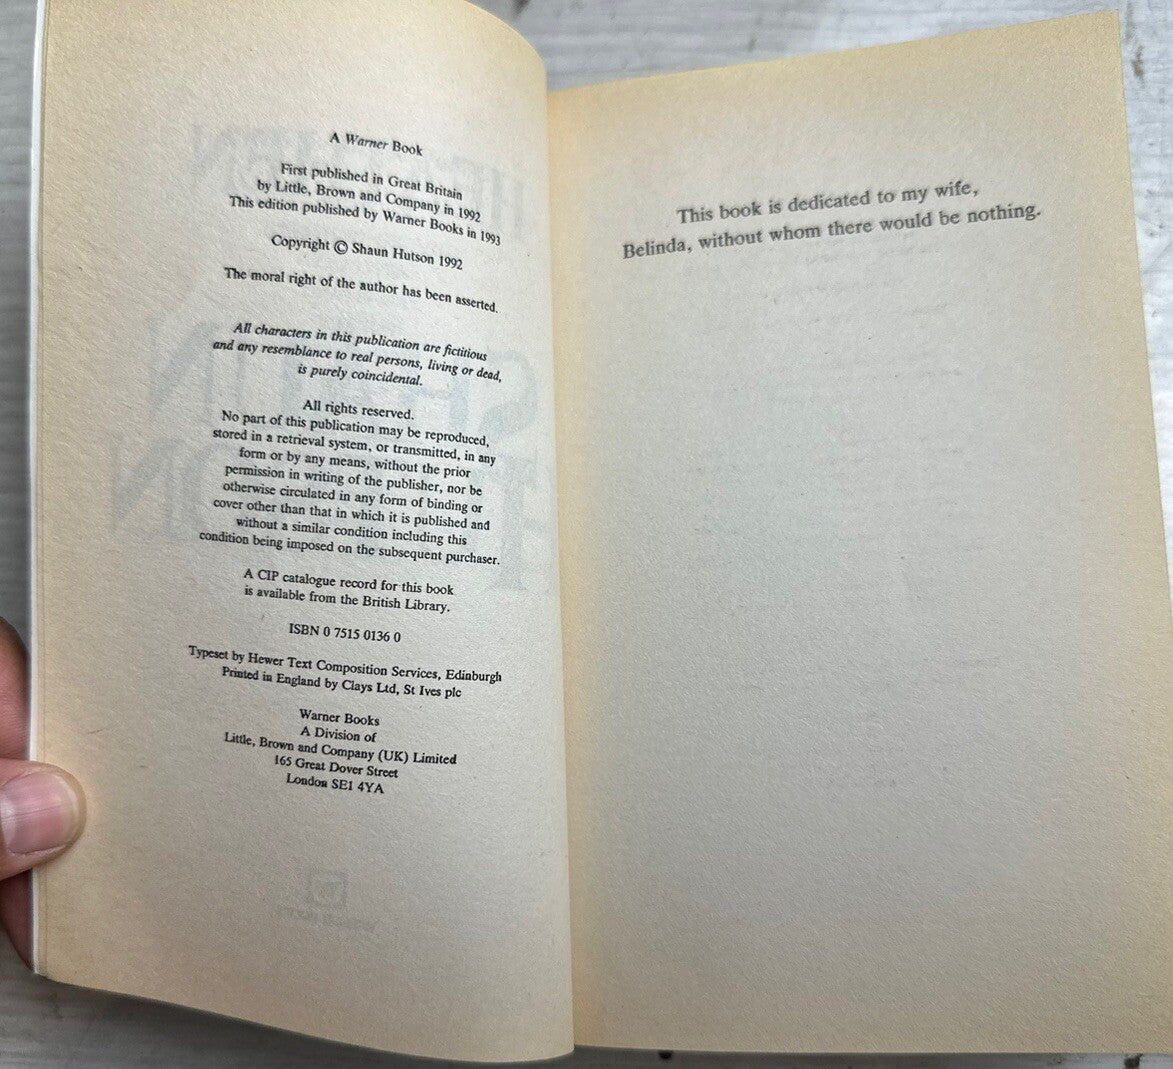 A Warner Book
First published in Great Britain
by Little, Brown and Company in 1992
This edition published by Warner Books in 1993
Copyright © Shaun Hutson 1992
The moral right of the author has been asserted.
All characters in this publication are fictitious
and any resemblance to real persons, living or dead,
is purely coincidental.
All rights reserved.
No part of this publication may be reproduced,
stored in a retrieval system, or transmitted, in any
form or by any means, without the prior
permission in writing of the publisher, nor be
otherwise circulated in any form of binding or
cover other than that in which it is published and
without a similar condition including this
condition being imposed on the subsequent purchaser.
A CIP catalogue record for this book
is available from the British Library.
ISBN 0 7515 0136 0
Typeset by Hewer Text Composition Services, Edinburgh
Printed in England by Clays Ltd, St Ives plc
Warner Books
A Division of
Little, Brown and Company (UK) Limited
165 Great Dover Street
London SE1 4YA
This book is dedicated to my wife,
Belinda, without whom there would be nothing.